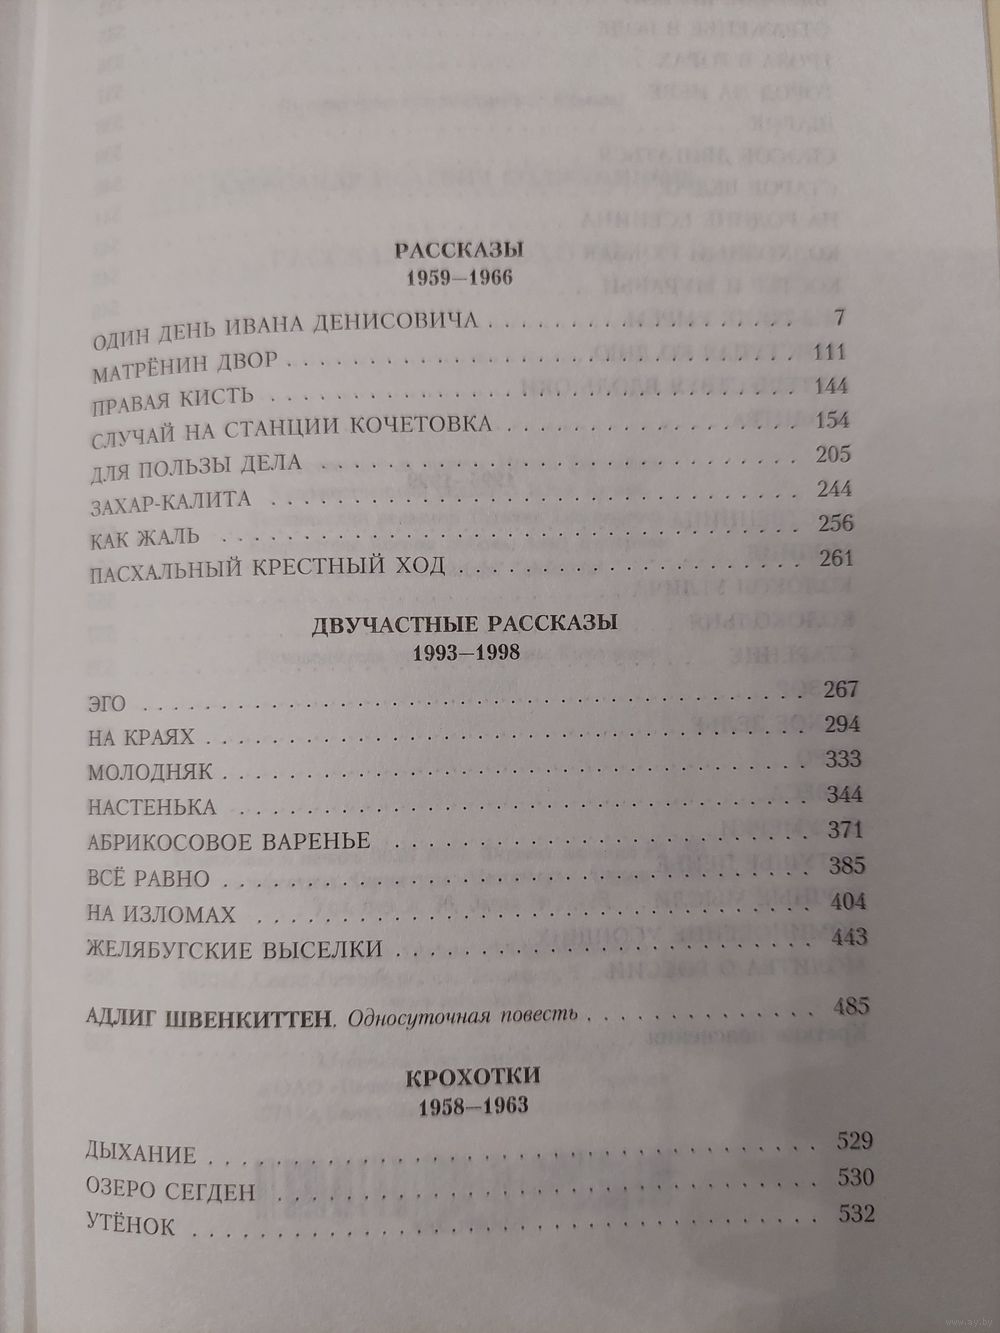 РАССКАЗЫ
1959—1966
ОДИН ДЕНЬ ИВАНА ДЕНИСОВИЧА . . . . . . . . . . . . . . . . . 7
МАТРЁНИН ДВОР . . . . . . . . . . . . . . . . . . . . . . . . . . 111
ПРАВАЯ КИСТЬ . . . . . . . . . . . . . . . . . . . . . . . . . . . 144
СЛУЧАЙ НА СТАНЦИИ КОЧЕТОВКА . . . . . . . . . . . . . . . 154
ДЛЯ ПОЛЬЗЫ ДЕЛА . . . . . . . . . . . . . . . . . . . . . . . . 205
ЗАХАР-КАЛИТА . . . . . . . . . . . . . . . . . . . . . . . . . . . 244
КАК ЖАЛЬ . . . . . . . . . . . . . . . . . . . . . . . . . . . . . 256
ПАСХАЛЬНЫЙ КРЕСТНЫЙ ХОД . . . . . . . . . . . . . . . . . 261
ДВУЧАСТНЫЕ РАССКАЗЫ
1993—1998
ЭГО . . . . . . . . . . . . . . . . . . . . . . . . . . . . . . . . . 267
НА КРАЯХ . . . . . . . . . . . . . . . . . . . . . . . . . . . . . 294
МОЛОДНЯК . . . . . . . . . . . . . . . . . . . . . . . . . . . . 333
НАСТЕНЬКА . . . . . . . . . . . . . . . . . . . . . . . . . . . . 344
АБРИКОСОВОЕ ВАРЕНЬЕ . . . . . . . . . . . . . . . . . . . . 371
ВСЁ РАВНО . . . . . . . . . . . . . . . . . . . . . . . . . . . . 385
НА ИЗЛОМАХ . . . . . . . . . . . . . . . . . . . . . . . . . . . 404
ЖЕЛЯБУГСКИЕ ВЫСЕЛКИ . . . . . . . . . . . . . . . . . . . . 443
АДЛИГ ШВЕНКИТТЕН. Односуточная повесть . . . . . . . . . . . 485
КРОХОТКИ
1958—1963
ДЫХАНИЕ . . . . . . . . . . . . . . . . . . . . . . . . . . . . . 529
ОЗЕРО СЕГДЕН . . . . . . . . . . . . . . . . . . . . . . . . . . 530
УТЁНОК . . . . . . . . . . . . . . . . . . . . . . . . . . . . . . 532
www.ay.by